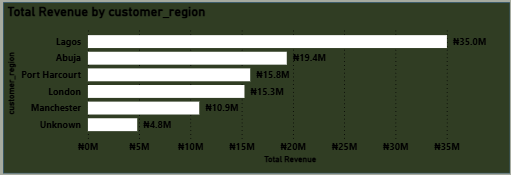 Total Revenue by customer_region
customer_region
Lagos ₦35.0M
Abuja ₦19.4M
Port Harcourt ₦15.8M
London ₦15.3M
Manchester ₦10.9M
Unknown ₦4.8M
₦0M ₦5M ₦10M ₦15M ₦20M ₦25M ₦30M ₦35M
Total Revenue